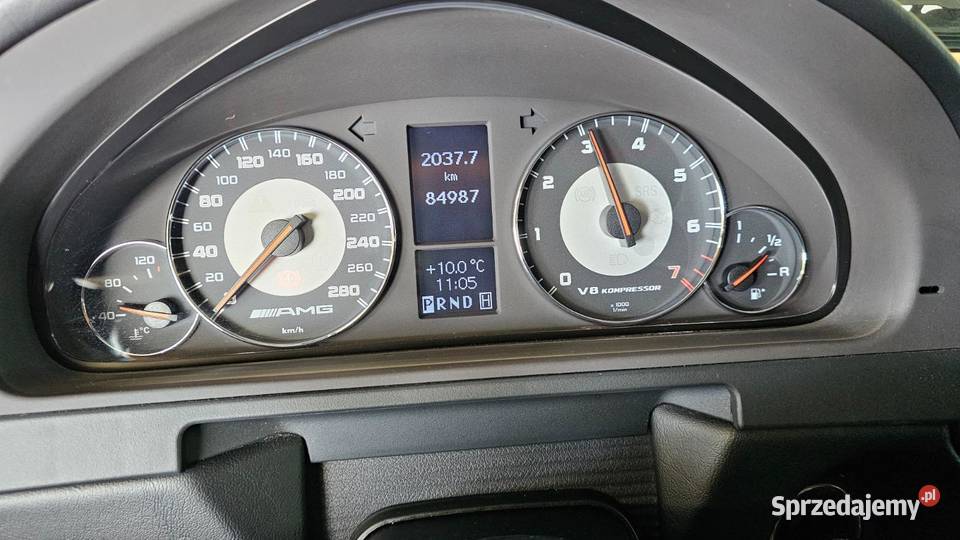 2037.7
km
84987
+10.0 °C
11:05
PRND H
40 80 120
°C
0 20 40 60 80 100 120 140 160 180 200 220 240 260 280
AMG
km/h
0 1 2 3 4 5 6 7
SRS
V8 KOMPRESSOR
x 1000
1/min
1 1/2 R
Sprzedajemy.pl